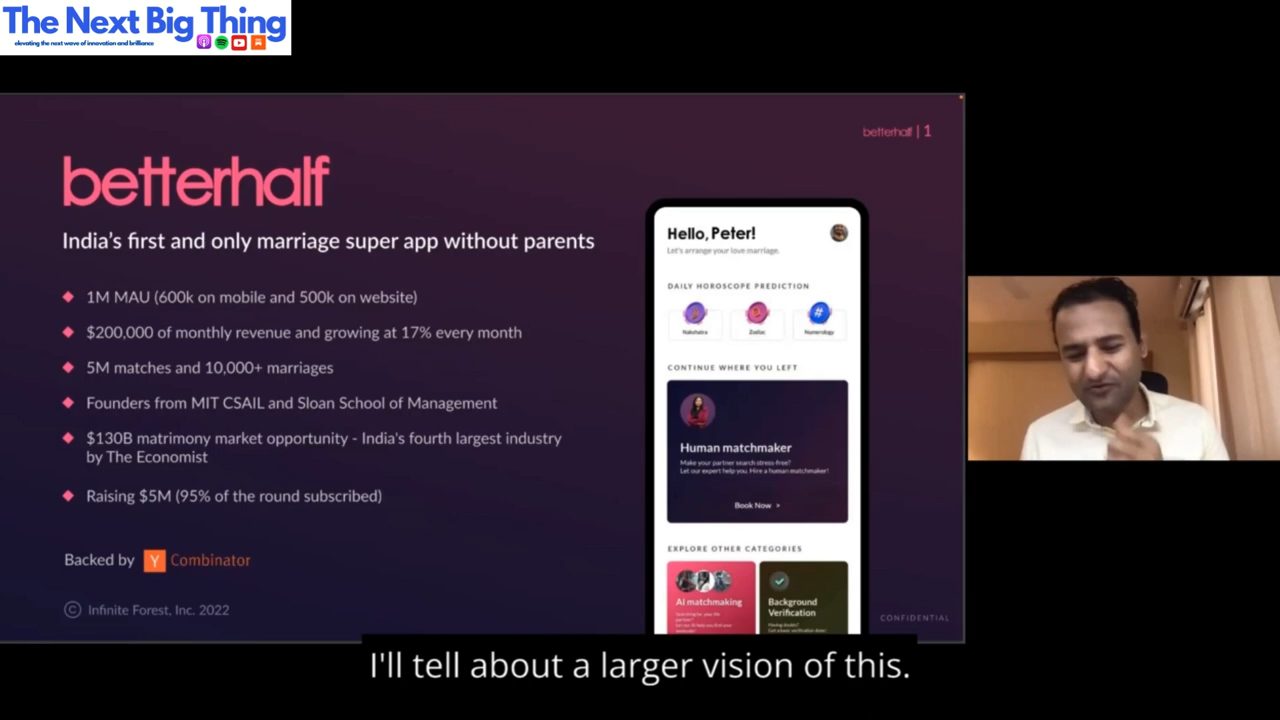 The Next Big Thing
elevating the next wave of innovation and brilliance
betterhalf | 1
betterhalf
India's first and only marriage super app without parents
1M MAU (600k on mobile and 500k on website)
$200,000 of monthly revenue and growing at 17% every month
5M matches and 10,000+ marriages
Founders from MIT CSAIL and Sloan School of Management
$130B matrimony market opportunity - India's fourth largest industry
by The Economist
Raising $5M (95% of the round subscribed)
Backed by Y Combinator
© Infinite Forest, Inc. 2022
Hello, Peter!
Let's arrange your love marriage.
DAILY HOROSCOPE PREDICTION
Nakshatra
Zodiac
#
Numerology
CONTINUE WHERE YOU LEFT
Human matchmaker
Make your partner search stress-free?
Let our expert help you. Hire a human matchmaker!
Book Now >
EXPLORE OTHER CATEGORIES
AI matchmaking
Searching for your life
partner?
Background
Verification
Having doubts?
CONFIDENTIAL
I'll tell about a larger vision of this.